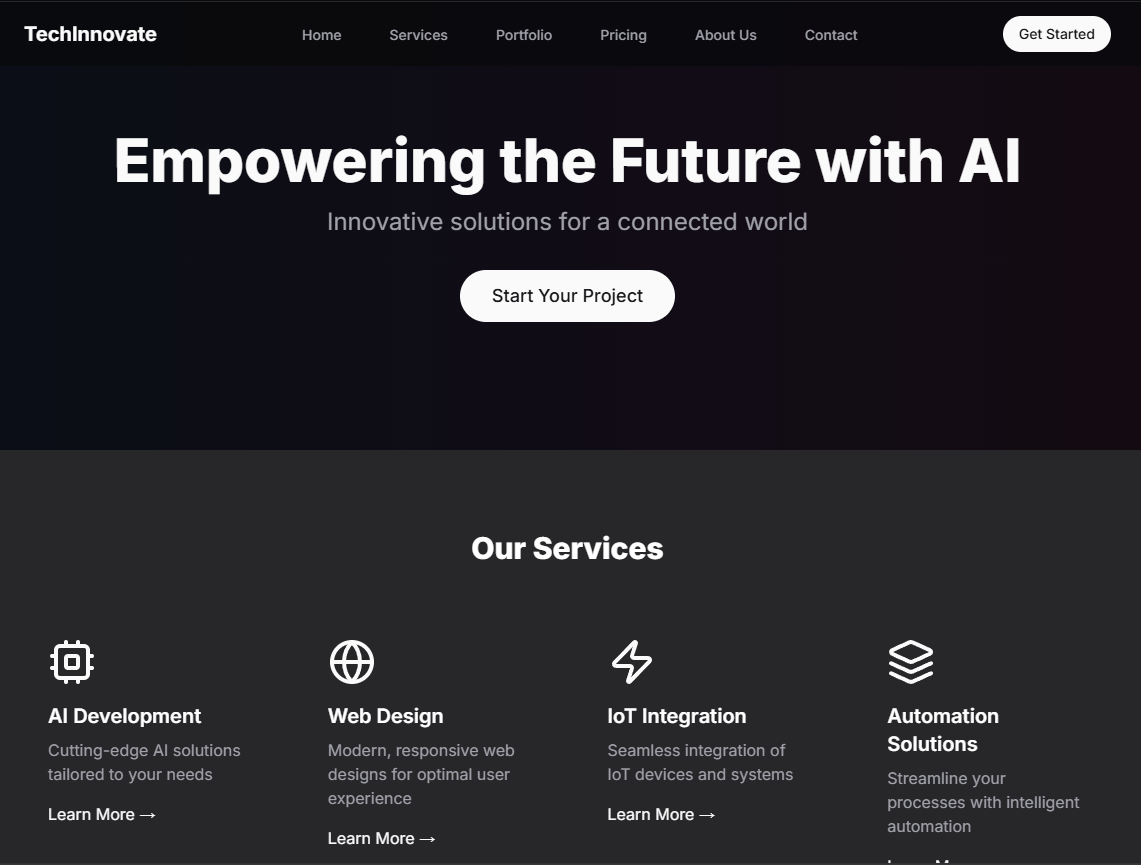 TechInnovate
Home
Services
Portfolio
Pricing
About Us
Contact
Get Started
Empowering the Future with AI
Innovative solutions for a connected world
Start Your Project
Our Services
AI Development
Cutting-edge AI solutions
tailored to your needs
Learn More →
Web Design
Modern, responsive web
designs for optimal user
experience
Learn More →
IoT Integration
Seamless integration of
IoT devices and systems
Learn More →
Automation
Solutions
Streamline your
processes with intelligent
automation